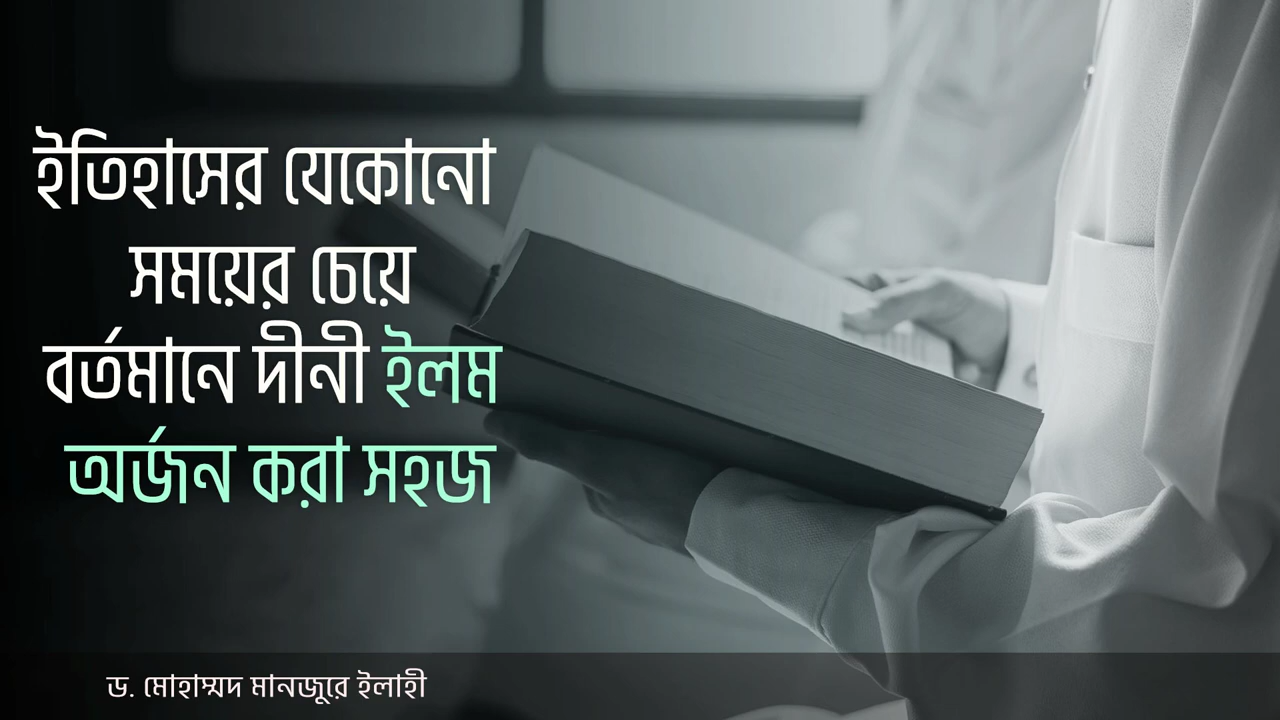 ইতিহাসের যেকোনো
সময়ের চেয়ে
বর্তমানে দীনী ইলম
অর্জন করা সহজ
ড. মোহাম্মদ মানজুরে ইলাহী